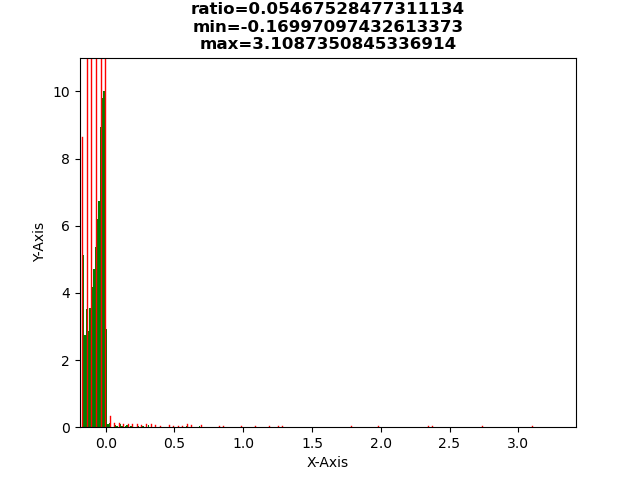 ratio=0.05467528477311134
min=-0.16997097432613373
max=3.1087350845336914
10
8
6
4
2
0
Y-Axis
0.0 0.5 1.0 1.5 2.0 2.5 3.0
X-Axis